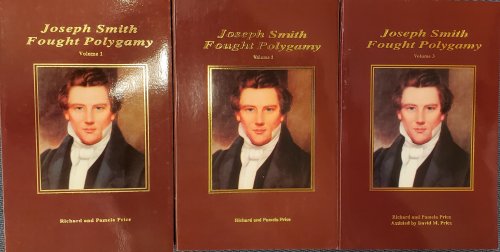 Joseph Smith
Fought Polygamy
Volume 1
Richard and Pamela Price
Joseph Smith
Fought Polygamy
Volume
Richard and Pamela Price
Joseph Smith
Fought Polygamy
Volume 3
Richard and Pamela Price
Assisted by David M. Price